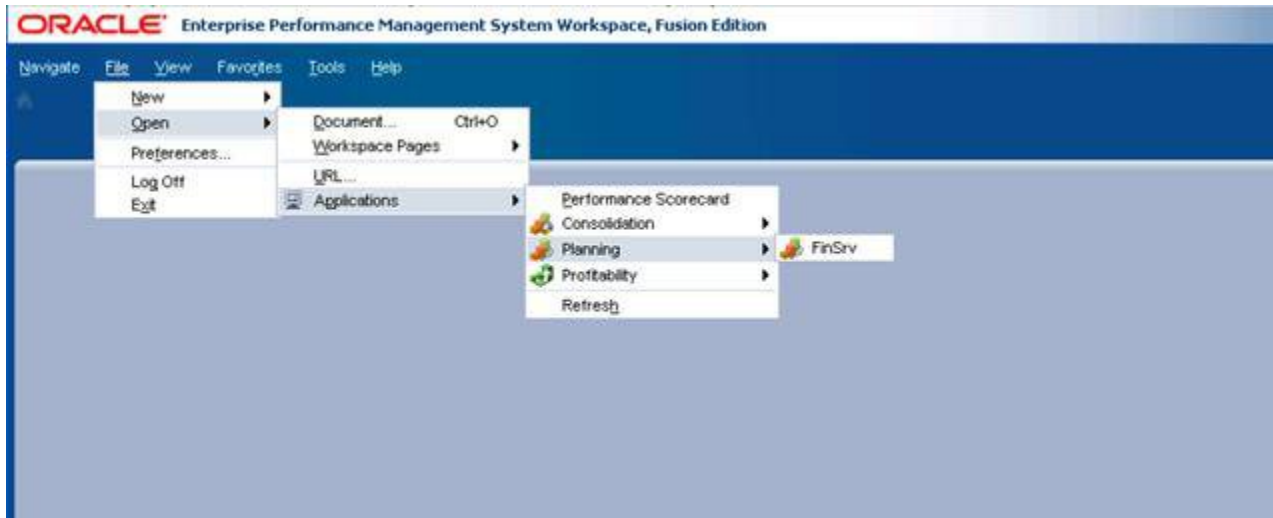 ORACLE Enterprise Performance Management System Workspace, Fusion Edition
Navigate File View Favorites Tools Help
New
Open
Preferences...
Log Off
Exit
Document... Ctrl+O
Workspace Pages
URL...
Applications
Performance Scorecard
Consolidation
Planning
Profitability
Refresh
FinSrv